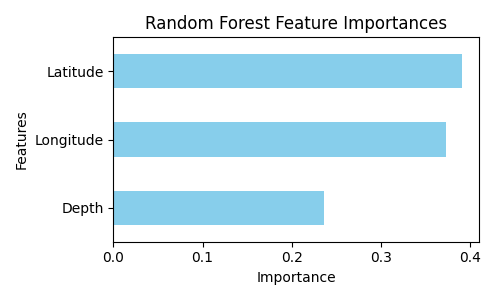 Random Forest Feature Importances
Latitude
Longitude
Depth
Features
0.0 0.1 0.2 0.3 0.4
Importance